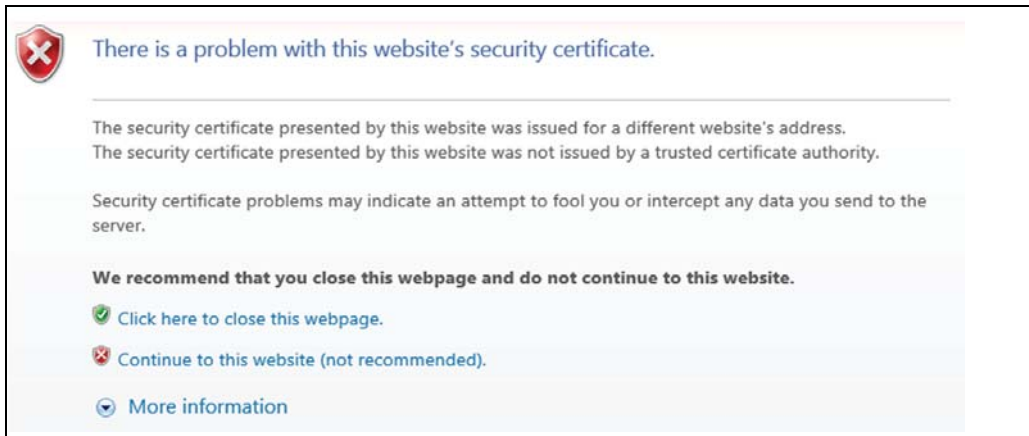 There is a problem with this website's security certificate.
The security certificate presented by this website was issued for a different website's address.
The security certificate presented by this website was not issued by a trusted certificate authority.
Security certificate problems may indicate an attempt to fool you or intercept any data you send to the
server.
We recommend that you close this webpage and do not continue to this website.
Click here to close this webpage.
Continue to this website (not recommended).
More information